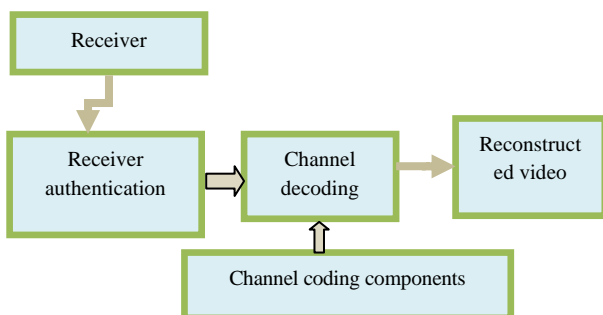 Receiver
Receiver
authentication
Channel
decoding
Reconstruct
ed video
Channel coding components